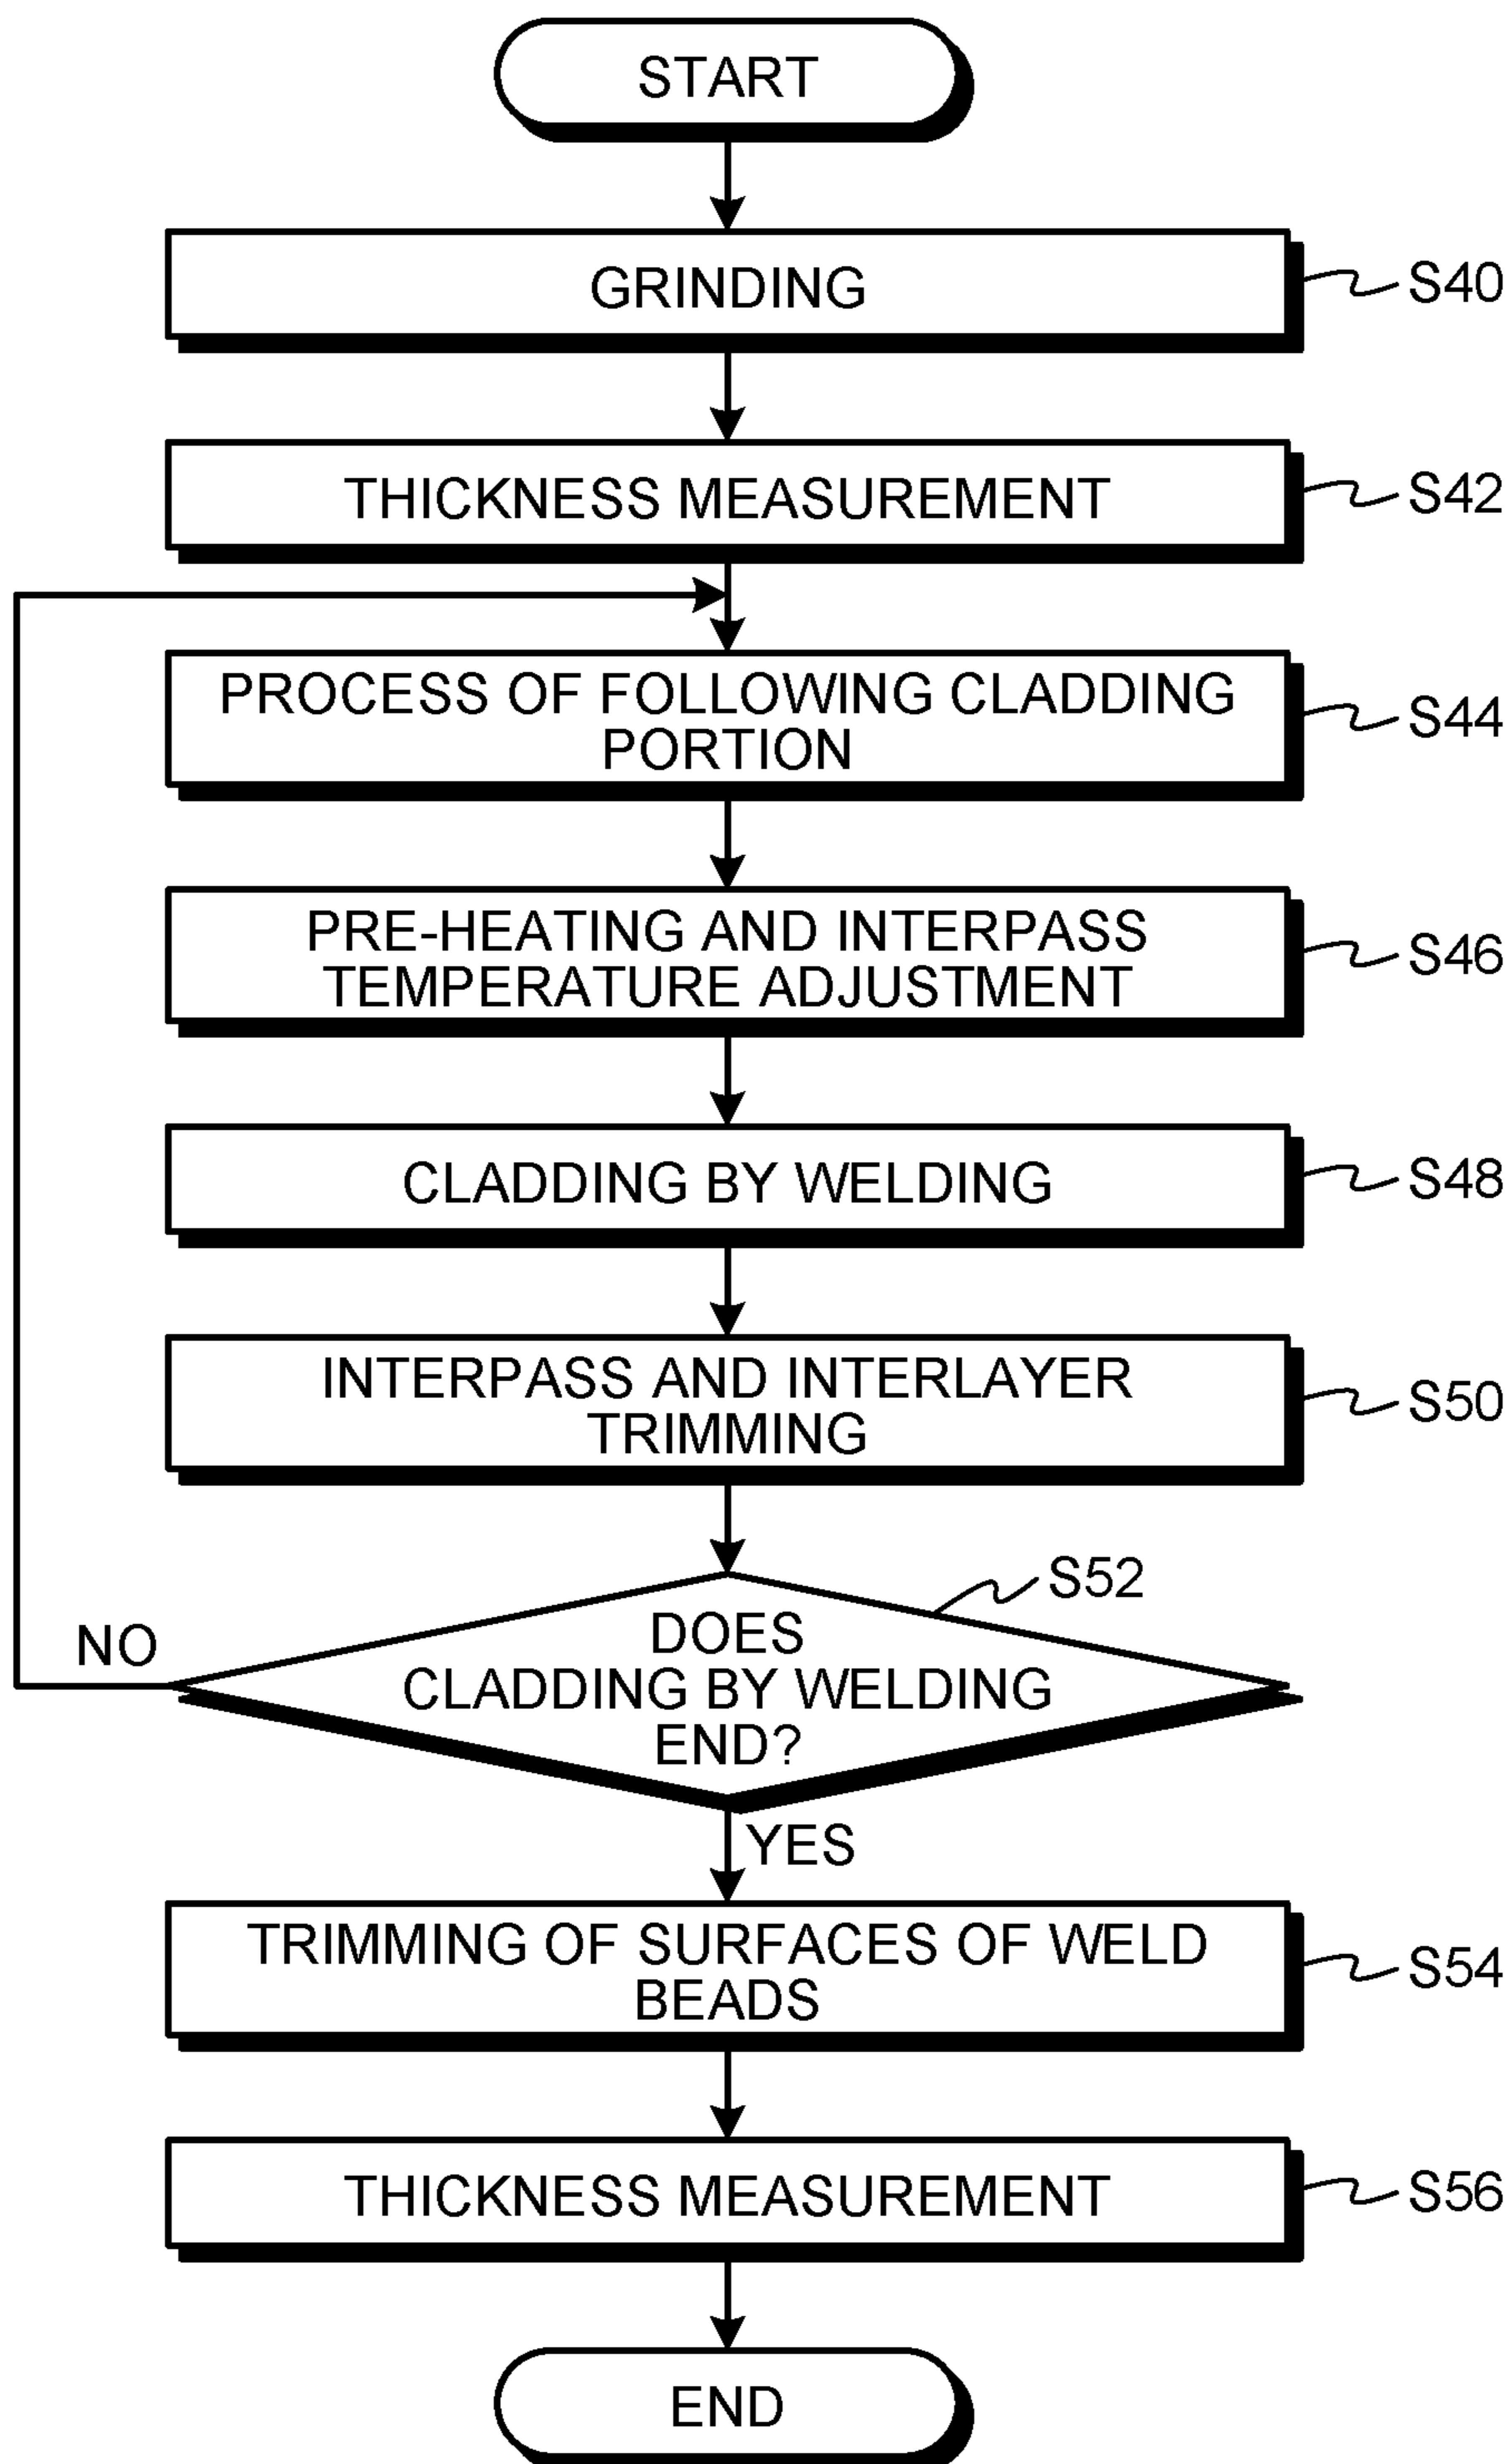 START
GRINDING
S40
THICKNESS MEASUREMENT
S42
PROCESS OF FOLLOWING CLADDING
PORTION
S44
PRE-HEATING AND INTERPASS
TEMPERATURE ADJUSTMENT
S46
CLADDING BY WELDING
S48
INTERPASS AND INTERLAYER
TRIMMING
S50
S52
DOES
CLADDING BY WELDING
END?
NO
YES
TRIMMING OF SURFACES OF WELD
BEADS
S54
THICKNESS MEASUREMENT
S56
END